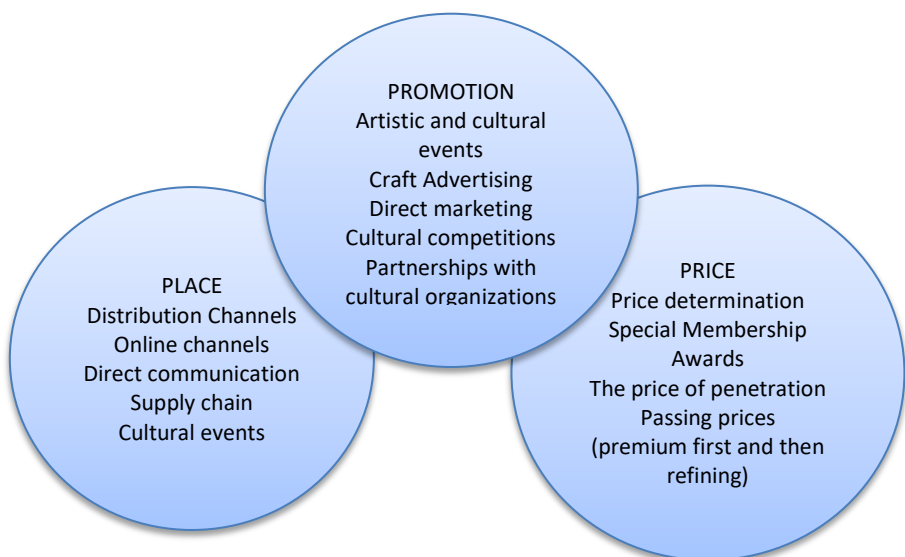 PROMOTION
Artistic and cultural
events
Craft Advertising
Direct marketing
Cultural competitions
Partnerships with
cultural organizations
PLACE
Distribution Channels
Online channels
Direct communication
Supply chain
Cultural events
PRICE
Price determination
Special Membership
Awards
The price of penetration
Passing prices
(premium first and then
refining)